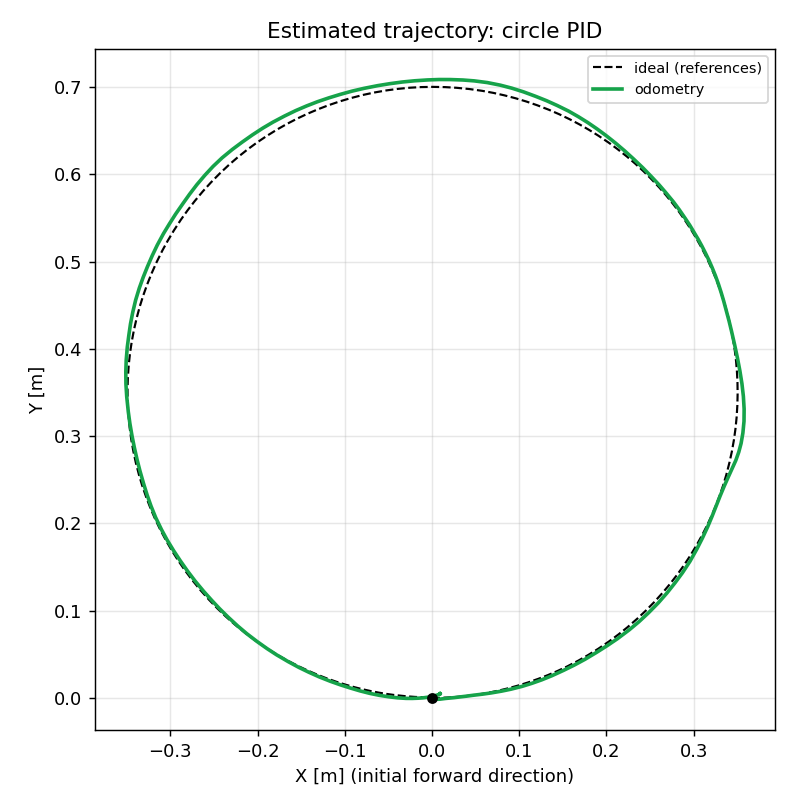 Estimated trajectory: circle PID
ideal (references)
odometry
0.7
0.6
0.5
0.4
0.3
0.2
0.1
0.0
Y [m]
−0.3 −0.2 −0.1 0.0 0.1 0.2 0.3
X [m] (initial forward direction)